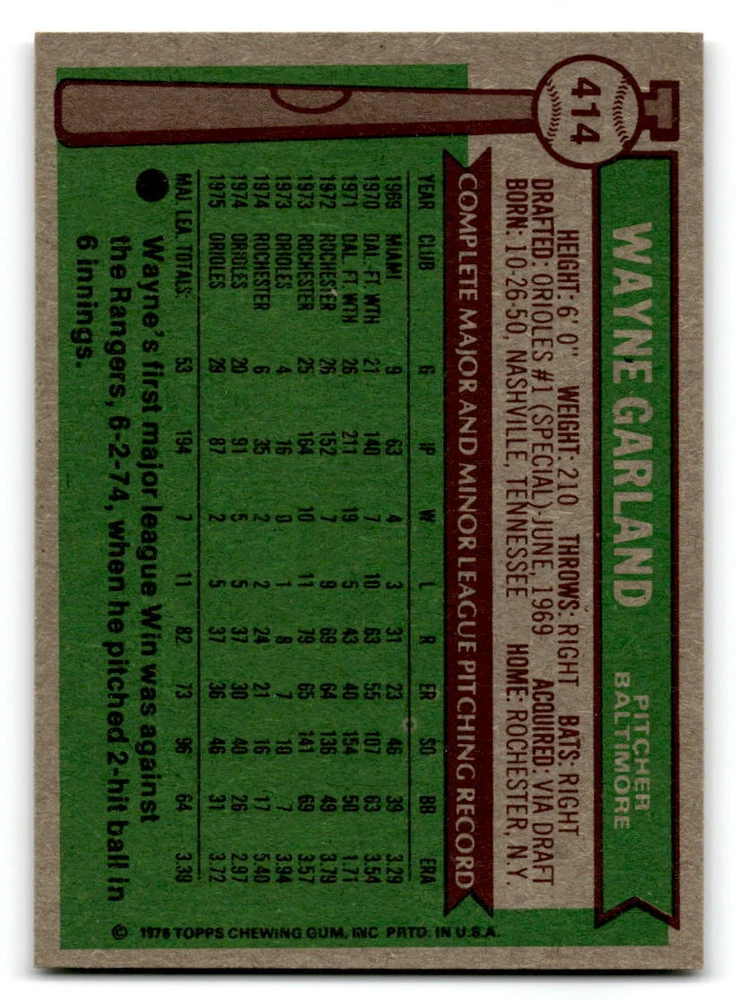 414
WAYNE GARLAND
PITCHER
BALTIMORE
HEIGHT: 6' 0" WEIGHT: 210 THROWS: RIGHT BATS: RIGHT
DRAFTED: ORIOLES #1 (SPECIAL)-JUNE, 1969 ACQUIRED: VIA DRAFT
BORN: 10-26-50, NASHVILLE, TENNESSEE HOME: ROCHESTER, N.Y.
COMPLETE MAJOR AND MINOR LEAGUE PITCHING RECORD
YEAR CLUB G IP W L R ER SO BB ERA
1969 MIAMI 9 63 4 3 31 23 46 39 3.29
1970 DAL.-FT. WTH 21 140 7 10 63 55 107 63 3.54
1971 DAL. FT. WTH 26 211 19 5 43 40 154 50 1.71
1972 ROCHESTER 26 152 7 9 69 64 136 49 3.79
1973 ROCHESTER 25 164 10 11 79 65 141 69 3.57
1973 ORIOLES 4 16 0 1 8 7 10 7 3.94
1974 ROCHESTER 6 35 2 2 24 21 16 17 5.40
1974 ORIOLES 20 91 5 5 37 30 40 26 2.97
1975 ORIOLES 29 87 2 5 37 36 46 31 3.72
MAJ. LEA. TOTALS: 53 194 7 11 82 73 96 64 3.39
Wayne's first major league Win was against
the Rangers, 6-2-74, when he pitched 2-hit ball in
6 innings.
© 1976 TOPPS CHEWING GUM, INC PRTD. IN U.S.A.